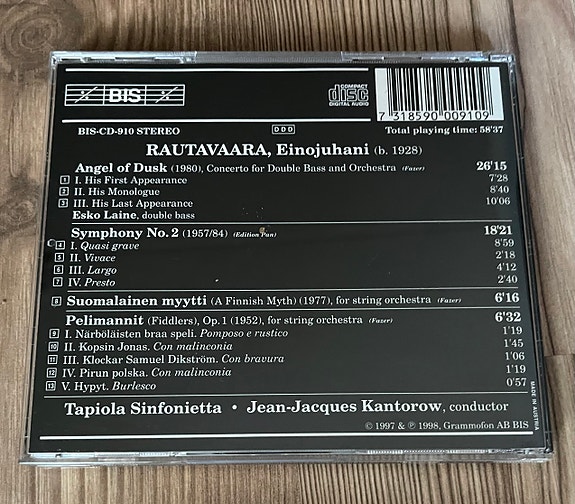 BIS
COMPACT
disc
DIGITAL AUDIO
7 318590 009109
BIS-CD-910 STEREO
DDD
Total playing time: 58'37
RAUTAVAARA, Einojuhani (b. 1928)
Angel of Dusk (1980), Concerto for Double Bass and Orchestra (Fazer) 26'15
1 I. His First Appearance 7'28
2 II. His Monologue 8'40
3 III. His Last Appearance 10'06
Esko Laine, double bass
Symphony No. 2 (1957/84) (Edition Pan) 18'21
4 I. Quasi grave 8'59
5 II. Vivace 2'18
6 III. Largo 4'12
7 IV. Presto 2'40
8 Suomalainen myytti (A Finnish Myth) (1977), for string orchestra (Fazer) 6'16
Pelimannit (Fiddlers), Op. 1 (1952), for string orchestra (Fazer) 6'32
9 I. Närböläisten braa speli. Pomposo e rustico 1'19
10 II. Kopsin Jonas. Con malinconia 1'45
11 III. Klockar Samuel Dikström. Con bravura 1'06
12 IV. Pirun polska. Con malinconia 1'19
13 V. Hypyt. Burlesco 0'57
Tapiola Sinfonietta • Jean-Jacques Kantorow, conductor
© 1997 & ℗ 1998, Grammofon AB BIS
MADE IN AUSTRIA